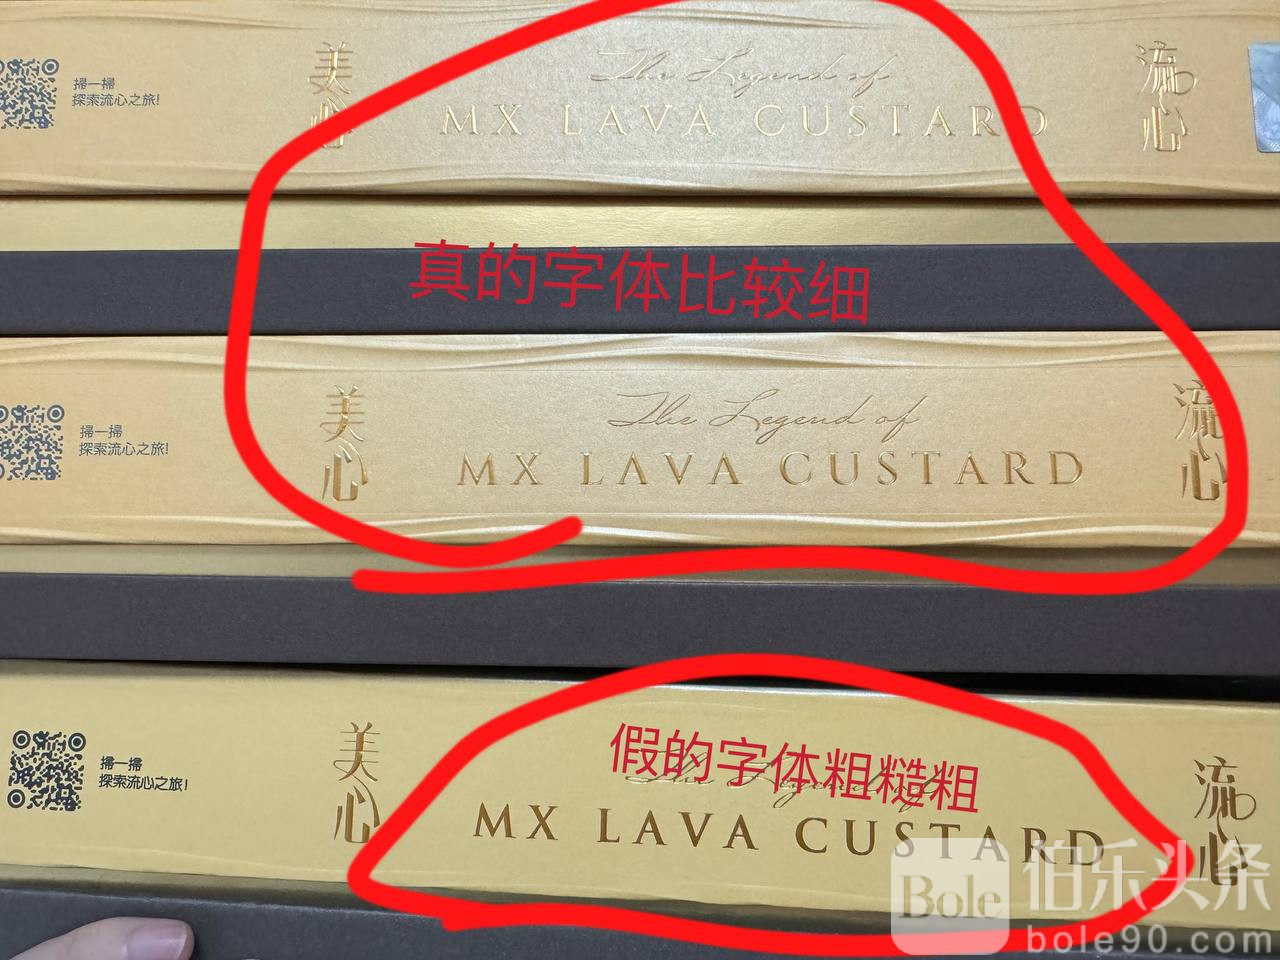 掃一掃
探索流心之旅!
美心
The Legend of
MX LAVA CUSTARD
流心
真的字体比较细
掃一掃
探索流心之旅!
美心
The Legend of
MX LAVA CUSTARD
流心
掃一掃
探索流心之旅!
美心
假的字体粗糙粗
The Legend of
MX LAVA CUSTARD
流心
Bole 伯乐头条
bole90.com